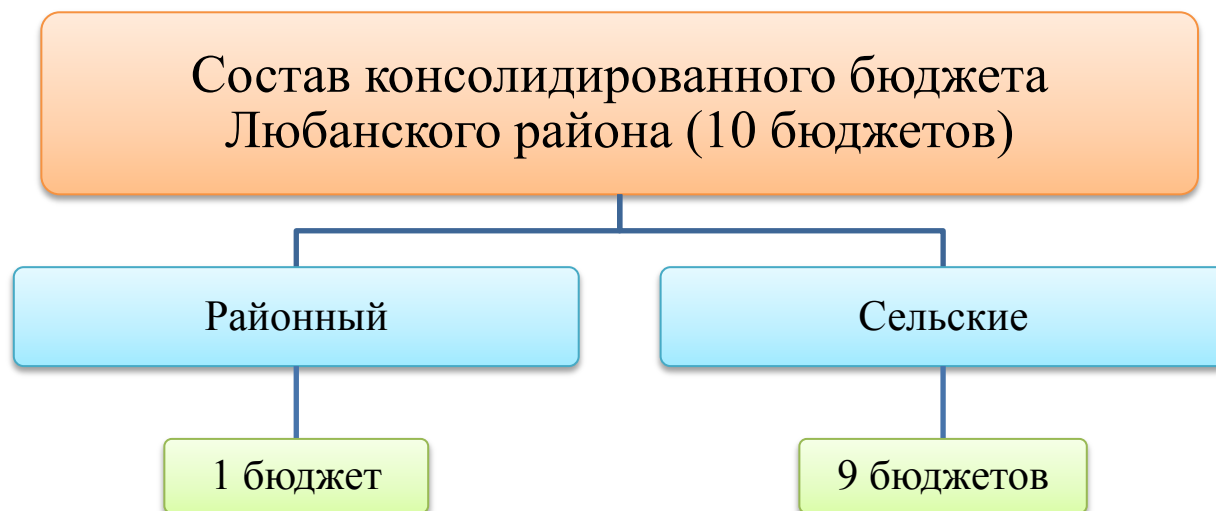 Состав консолидированного бюджета
Любанского района (10 бюджетов)
Районный
Сельские
1 бюджет
9 бюджетов